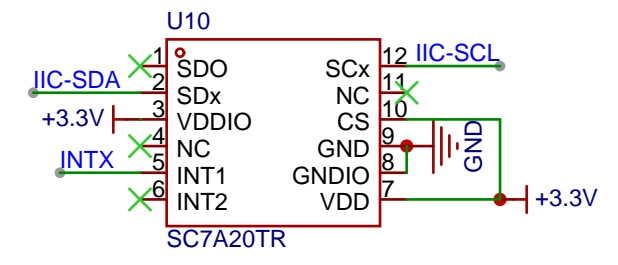 U10
1 SDO SCx 12 IIC-SCL
IIC-SDA 2 SDx NC 11
+3.3V 3 VDDIO CS 10
4 NC GND 9 GND
INTX 5 INT1 GNDIO 8
6 INT2 VDD 7 +3.3V
SC7A20TR